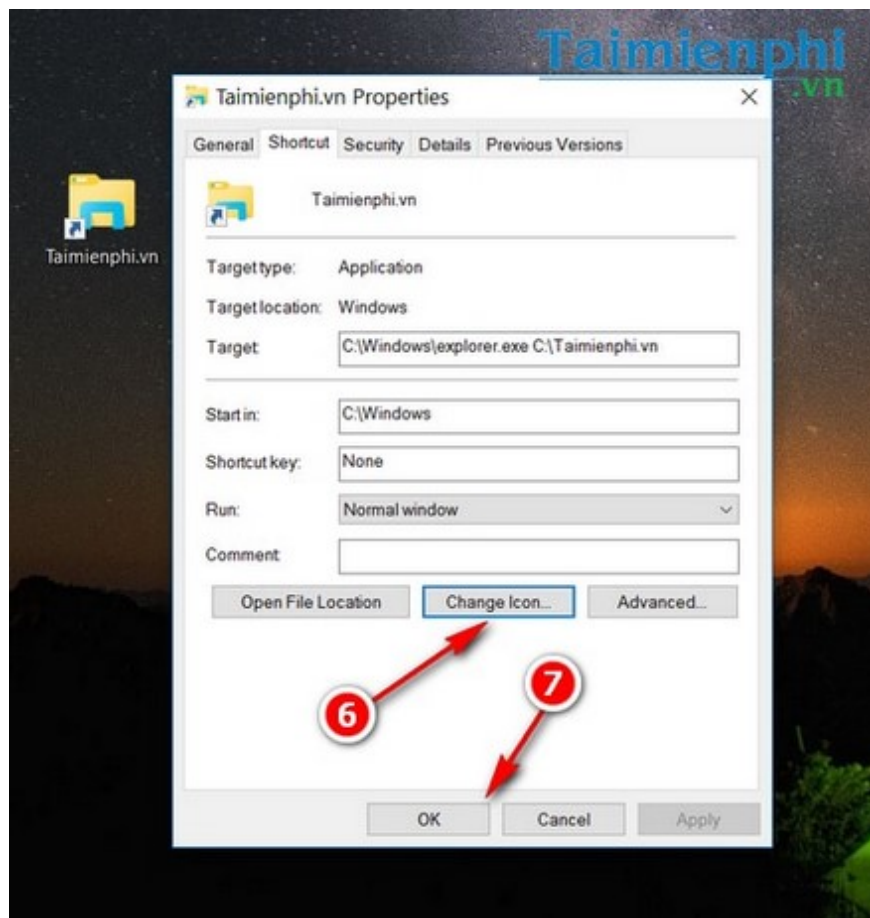 Taimienphi
.vn
Taimienphi.vn Properties
General Shortcut Security Details Previous Versions
Taimienphi.vn
Taimienphi.vn
Target type: Application
Target location: Windows
Target: C:\Windows\explorer.exe C:\Taimienphi.vn
Start in: C:\Windows
Shortcut key: None
Run: Normal window
Comment:
Open File Location Change Icon... Advanced...
6
7
OK Cancel Apply